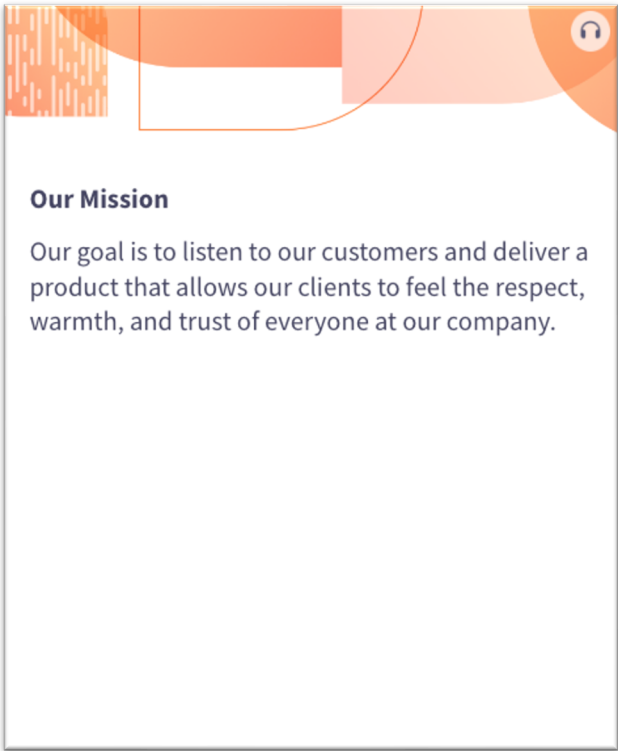 Our Mission
Our goal is to listen to our customers and deliver a
product that allows our clients to feel the respect,
warmth, and trust of everyone at our company.